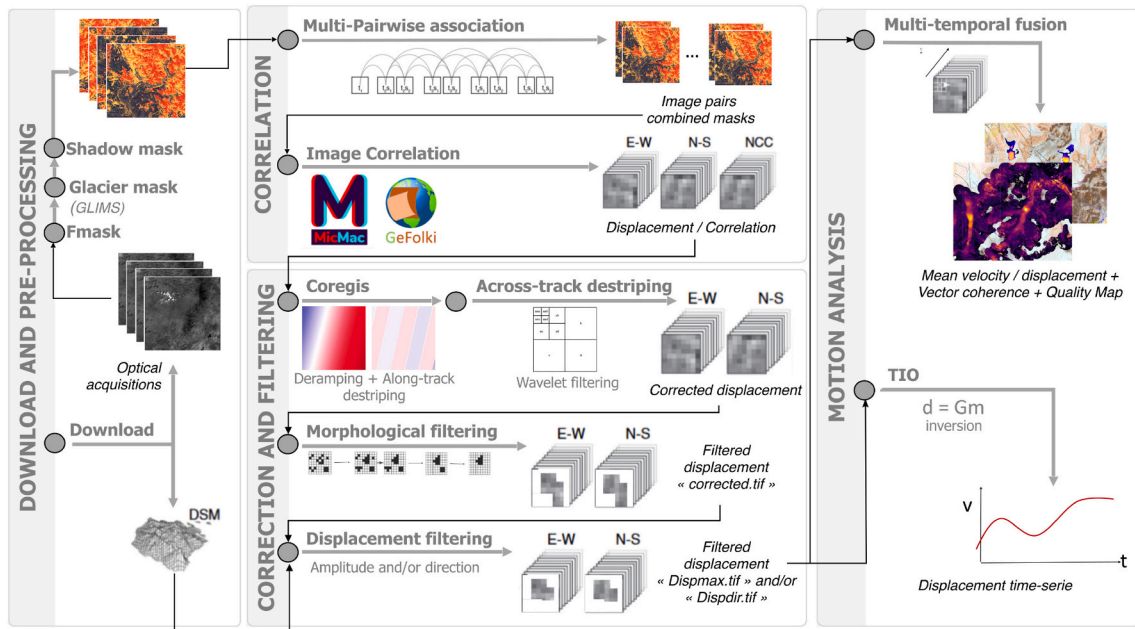 DOWNLOAD AND PRE-PROCESSING
Shadow mask
Glacier mask
(GLIMS)
Fmask
Optical
acquisitions
Download
DSM
CORRELATION
Multi-Pairwise association
Image pairs
combined masks
Image Correlation
MicMac
GeFolki
E-W
N-S
NCC
Displacement / Correlation
CORRECTION AND FILTERING
Coregis
Deramping + Along-track
destriping
Across-track destriping
Wavelet filtering
E-W
N-S
Corrected displacement
Morphological filtering
E-W
N-S
Filtered
displacement
« corrected.tif »
Displacement filtering
Amplitude and/or direction
E-W
N-S
Filtered
displacement
« Dispmax.tif » and/or
« Dispdir.tif »
MOTION ANALYSIS
Multi-temporal fusion
Mean velocity / displacement +
Vector coherence + Quality Map
TIO
d = Gm
inversion
V
t
Displacement time-serie